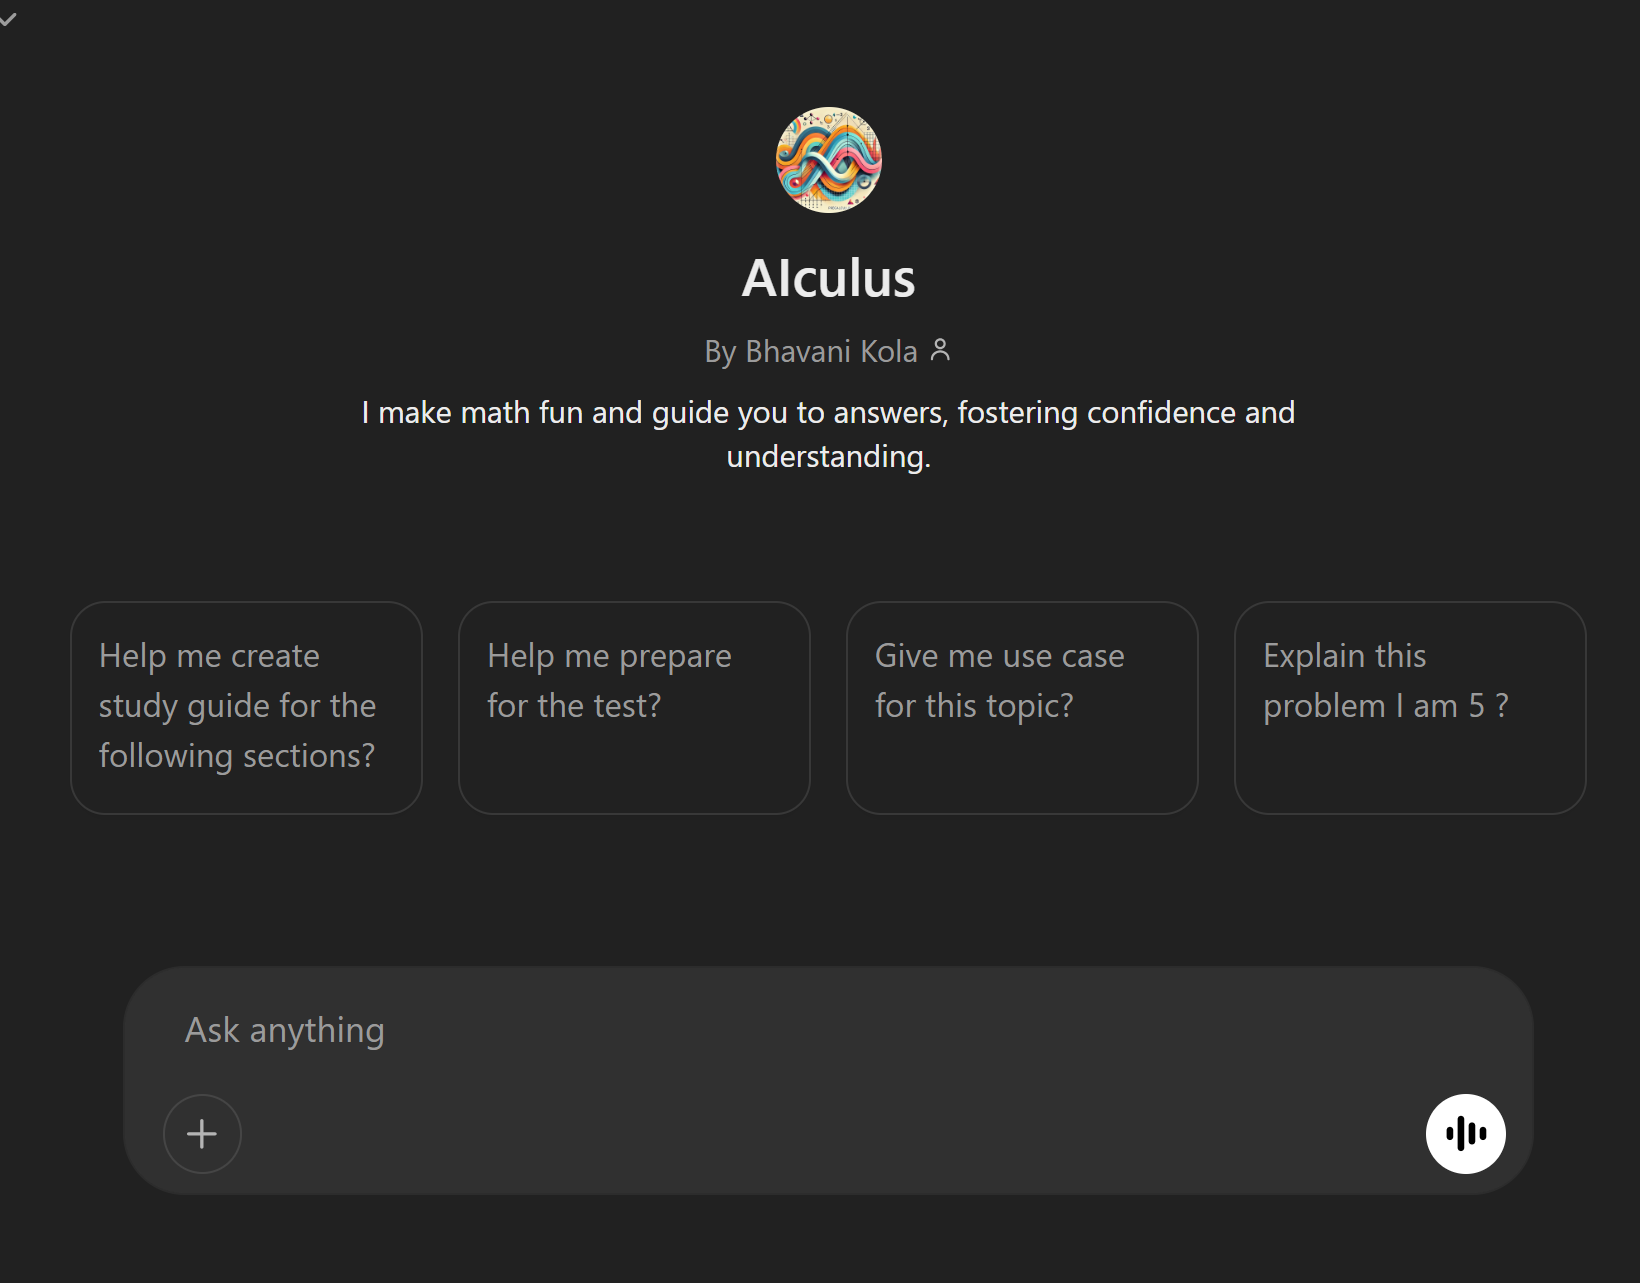 AIculus
By Bhavani Kola
I make math fun and guide you to answers, fostering confidence and
understanding.
Help me create
study guide for the
following sections?
Help me prepare
for the test?
Give me use case
for this topic?
Explain this
problem I am 5 ?
Ask anything